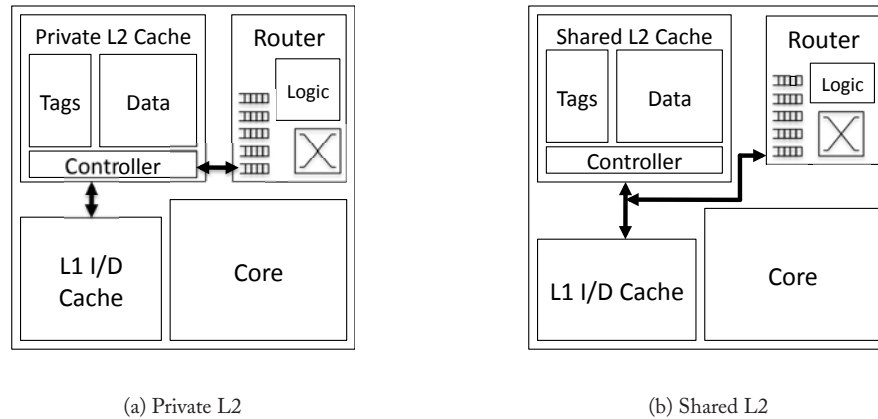 Private L2 Cache
Router
Tags
Data
Logic
Controller
L1 I/D
Cache
Core
(a) Private L2
Shared L2 Cache
Router
Tags
Data
Logic
Controller
L1 I/D Cache
Core
(b) Shared L2